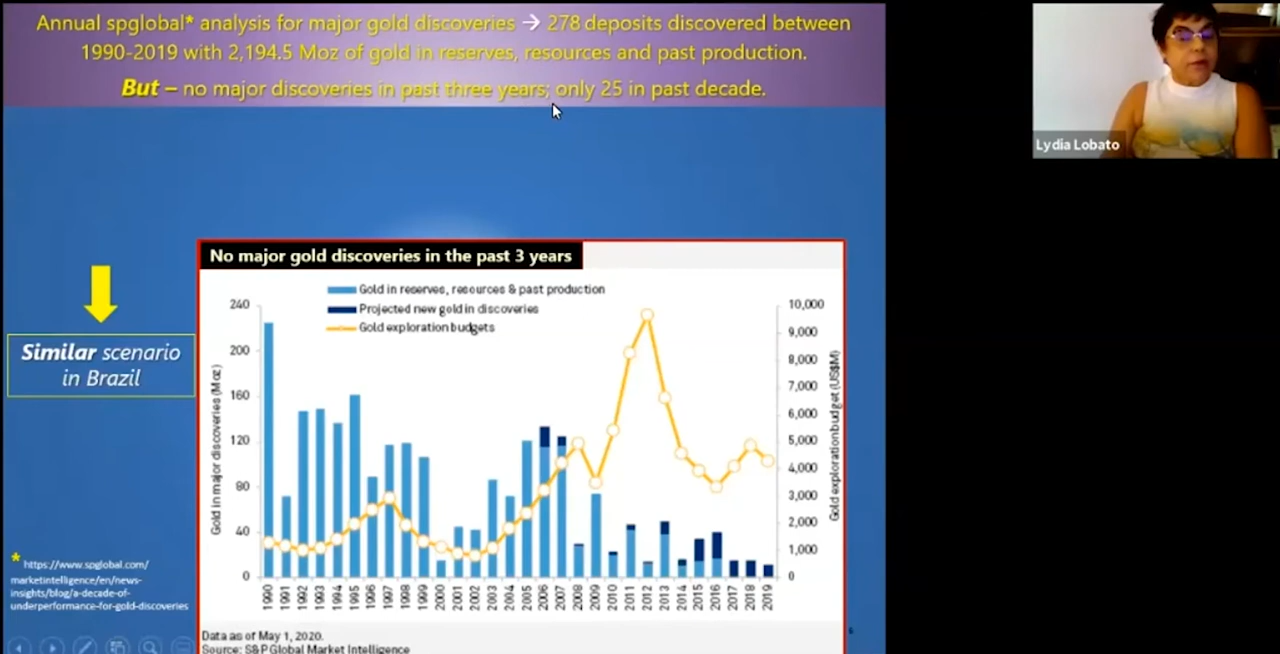 Annual spglobal* analysis for major gold discoveries → 278 deposits discovered between
1990-2019 with 2,194.5 Moz of gold in reserves, resources and past production.
But – no major discoveries in past three years; only 25 in past decade.
Lydia Lobato
No major gold discoveries in the past 3 years
Gold in reserves, resources & past production
Projected new gold in discoveries
Gold exploration budgets
Gold in major discoveries (Moz)
240
200
160
120
80
40
0
10,000
9,000
8,000
7,000
6,000
5,000
4,000
3,000
2,000
1,000
0
Gold exploration budget (US$M)
1990 1991 1992 1993 1994 1995 1996 1997 1998 1999 2000 2001 2002 2003 2004 2005 2006 2007 2008 2009 2010 2011 2012 2013 2014 2015 2016 2017 2018 2019
Similar scenario
in Brazil
* https://www.spglobal.com/
marketintelligence/en/news-
insights/blog/a-decade-of-
underperformance-for-gold-discoveries
Data as of May 1, 2020.
Source: S&P Global Market Intelligence